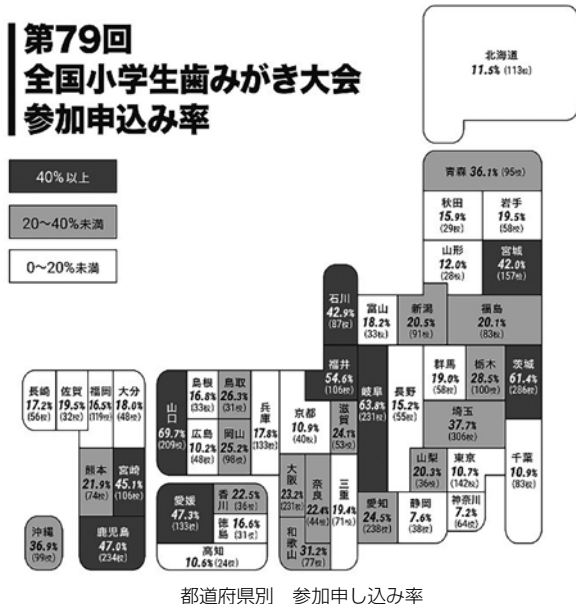 第79回
全国小学生歯みがき大会
参加申込み率
40%以上
20～40%未満
0～20%未満
北海道
11.5% (113校)
青森 36.1% (95校)
秋田
15.9%
(29校)
岩手
19.5%
(58校)
山形
12.0%
(28校)
宮城
42.0%
(157校)
石川
42.9%
(87校)
富山
18.2%
(33校)
新潟
20.5%
(91校)
福島
20.1%
(83校)
福井
54.6%
(106校)
岐阜
63.8%
(231校)
長野
15.2%
(55校)
群馬
19.0%
(58校)
栃木
28.5%
(100校)
茨城
61.4%
(286校)
埼玉
37.7%
(306校)
山梨
20.3%
(36校)
東京
10.7%
(142校)
千葉
10.9%
(83校)
愛知
24.5%
(238校)
静岡
7.6%
(38校)
神奈川
7.2%
(64校)
長崎
17.2%
(56校)
佐賀
19.5%
(32校)
福岡
16.5%
(119校)
大分
18.0%
(48校)
熊本
21.9%
(74校)
宮崎
45.1%
(106校)
鹿児島
47.0%
(234校)
沖縄
36.9%
(99校)
山口
69.7%
(209校)
島根
16.8%
(33校)
鳥取
26.3%
(31校)
広島
10.2%
(48校)
岡山
25.2%
(98校)
兵庫
17.8%
(133校)
京都
10.9%
(40校)
滋賀
24.1%
(53校)
大阪
23.2%
(231校)
奈良
22.4%
(44校)
三重
19.4%
(71校)
和歌山
31.2%
(77校)
愛媛
47.3%
(133校)
香川 22.5%
(36校)
徳島 16.6%
(31校)
高知
10.6% (24校)
都道府県別 参加申し込み率